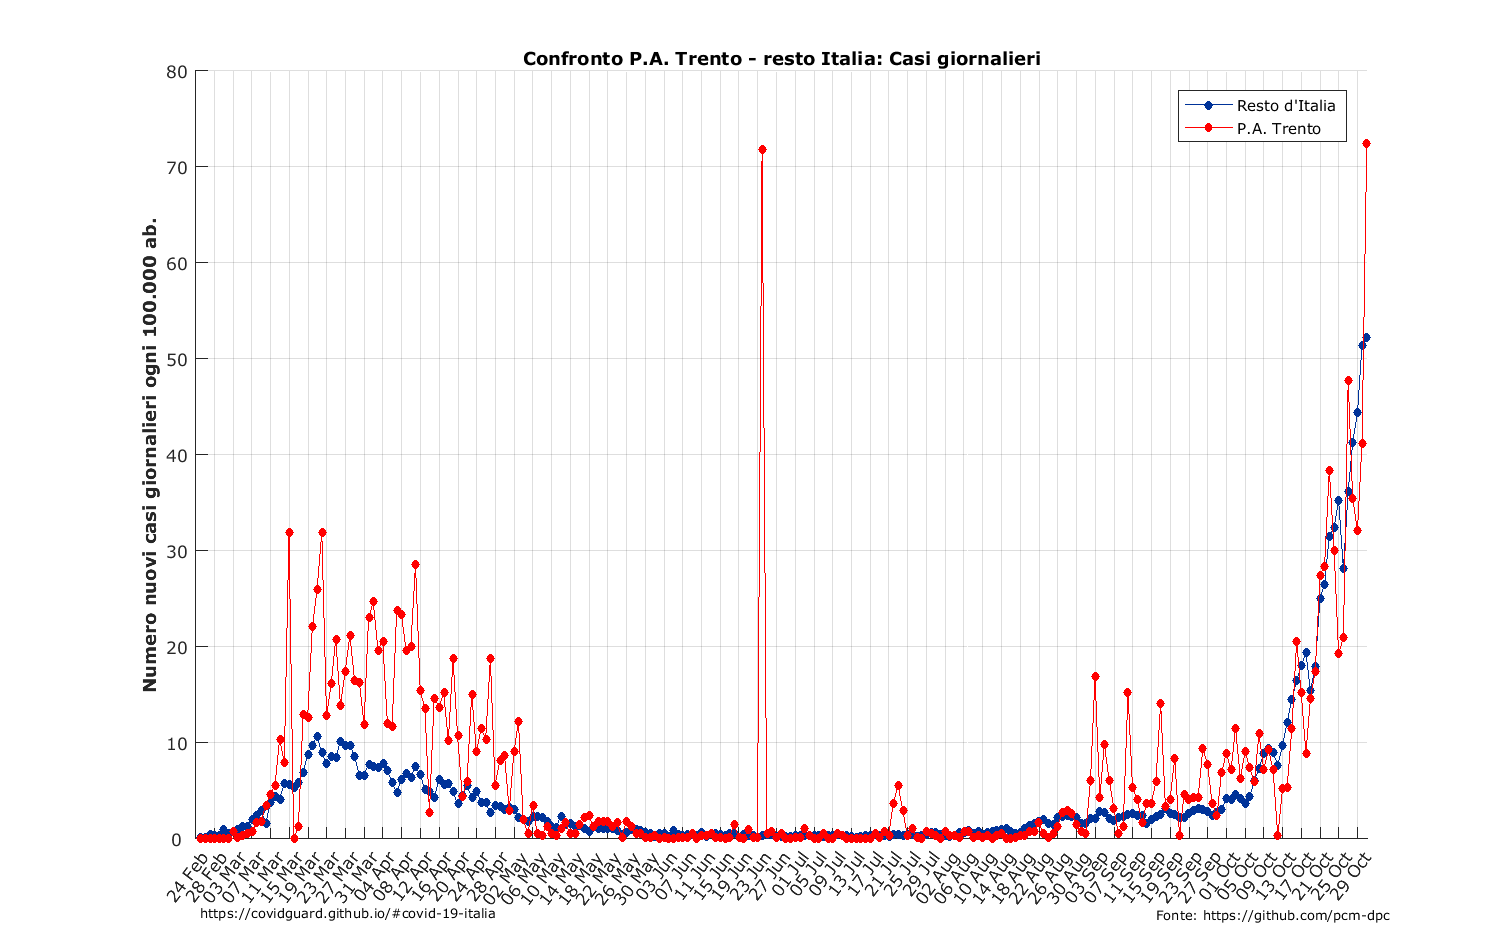 Confronto P.A. Trento - resto Italia: Casi giornalieri
Resto d'Italia
P.A. Trento
Numero nuovi casi giornalieri ogni 100.000 ab.
80
70
60
50
40
30
20
10
0
24 Feb
28 Feb
03 Mar
07 Mar
11 Mar
15 Mar
19 Mar
23 Mar
27 Mar
31 Mar
04 Apr
08 Apr
12 Apr
16 Apr
20 Apr
24 Apr
28 Apr
02 May
06 May
10 May
14 May
18 May
22 May
26 May
30 May
03 Jun
07 Jun
11 Jun
15 Jun
19 Jun
23 Jun
27 Jun
01 Jul
05 Jul
09 Jul
13 Jul
17 Jul
21 Jul
25 Jul
29 Jul
02 Aug
06 Aug
10 Aug
14 Aug
18 Aug
22 Aug
26 Aug
30 Aug
03 Sep
07 Sep
11 Sep
15 Sep
19 Sep
23 Sep
27 Sep
01 Oct
05 Oct
09 Oct
13 Oct
17 Oct
21 Oct
25 Oct
29 Oct
https://covidguard.github.io/#covid-19-italia
Fonte: https://github.com/pcm-dpc